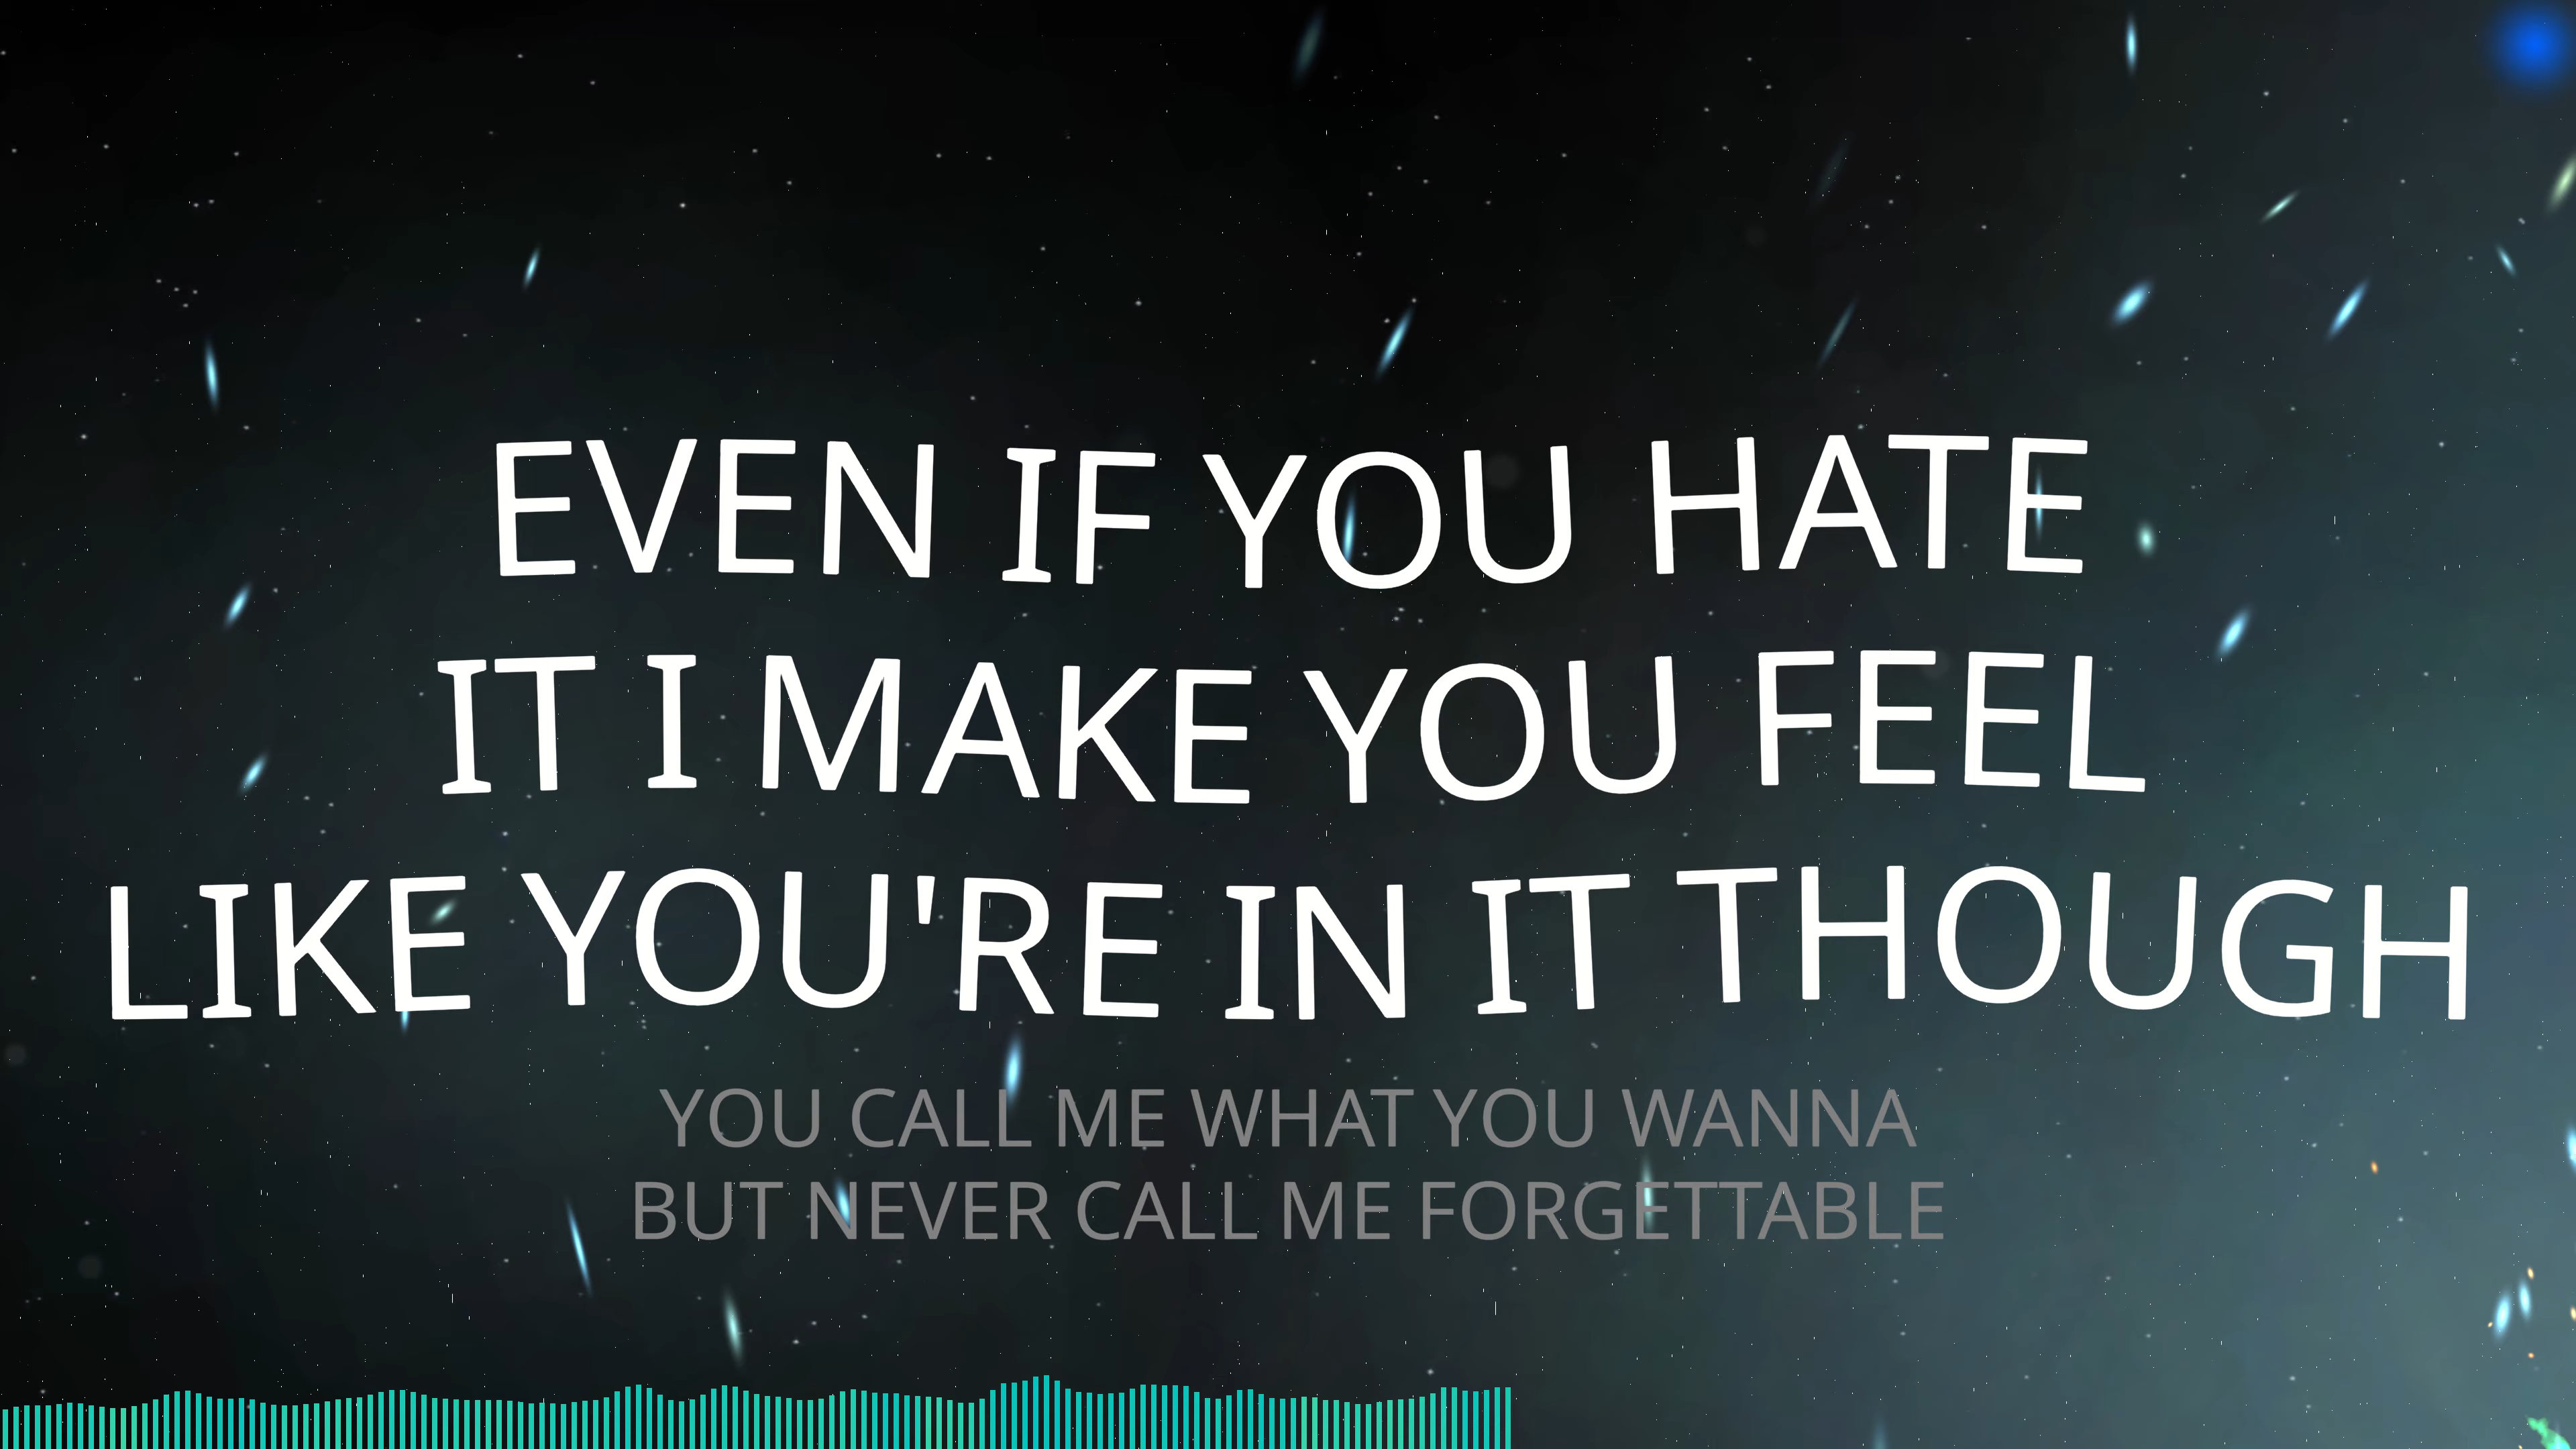 EVEN IF YOU HATE
IT I MAKE YOU FEEL
LIKE YOU'RE IN IT THOUGH
YOU CALL ME WHAT YOU WANNA
BUT NEVER CALL ME FORGETTABLE